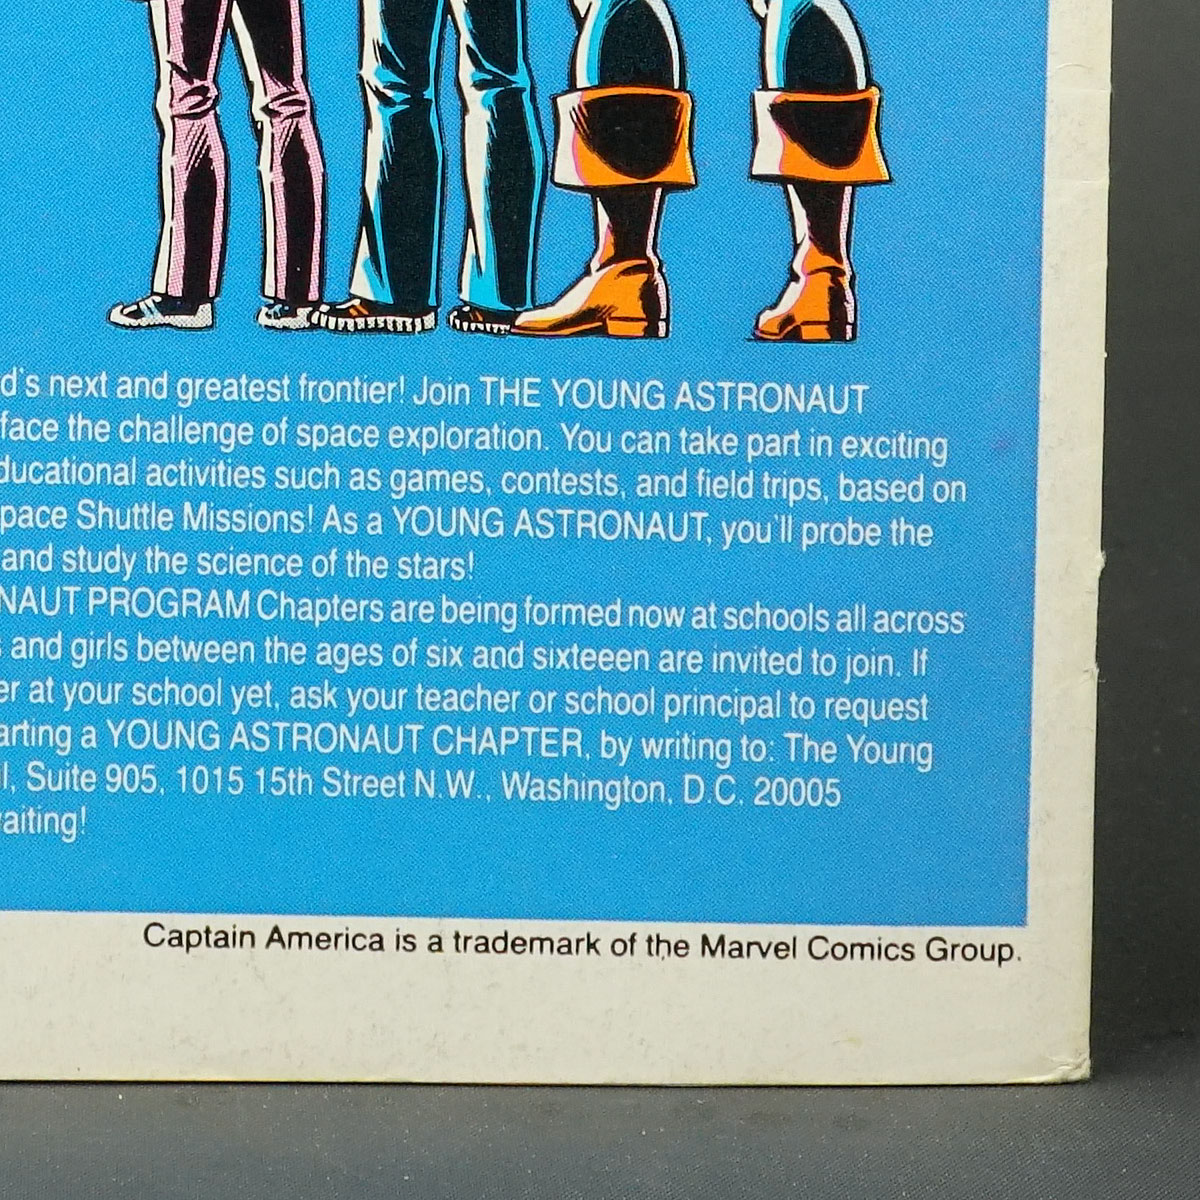 d's next and greatest frontier! Join THE YOUNG ASTRONAUT
face the challenge of space exploration. You can take part in exciting
ducational activities such as games, contests, and field trips, based on
pace Shuttle Missions! As a YOUNG ASTRONAUT, you'll probe the
and study the science of the stars!
NAUT PROGRAM Chapters are being formed now at schools all across
s and girls between the ages of six and sixteeen are invited to join. If
er at your school yet, ask your teacher or school principal to request
arting a YOUNG ASTRONAUT CHAPTER, by writing to: The Young
l, Suite 905, 1015 15th Street N.W., Washington, D.C. 20005
aiting!
Captain America is a trademark of the Marvel Comics Group.